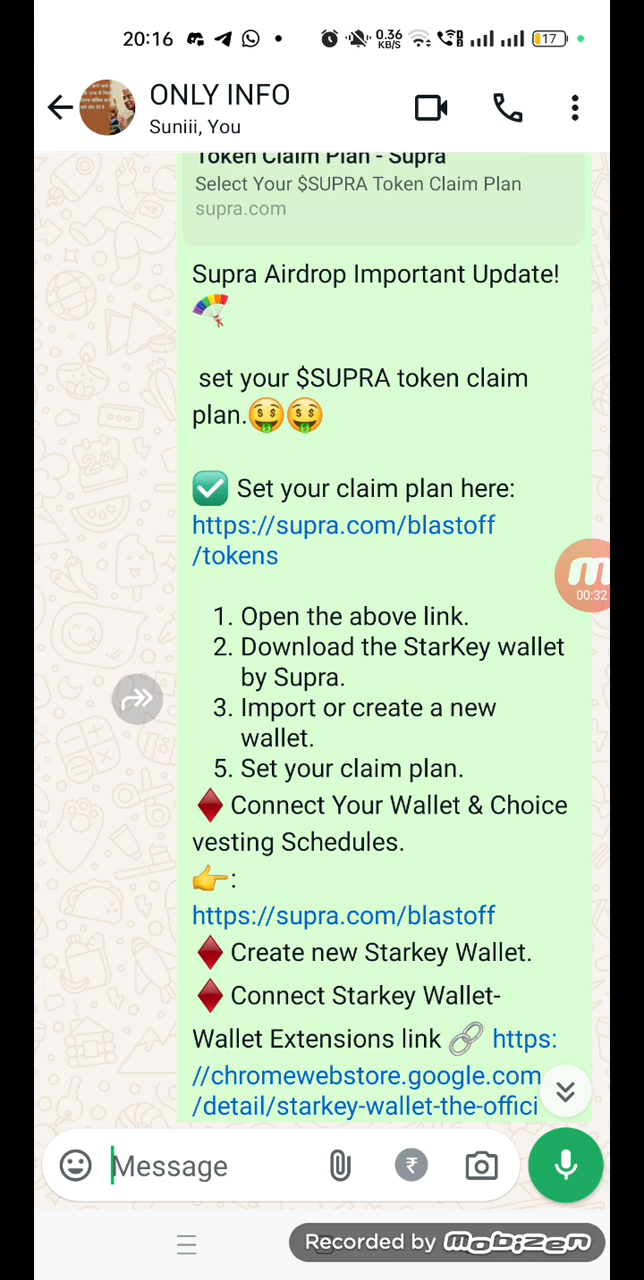 20:16 0.36 KB/S 17
ONLY INFO
Suniii, You
Token Claim Plan - Supra
Select Your $SUPRA Token Claim Plan
supra.com
Supra Airdrop Important Update!
set your $SUPRA token claim
plan.🤑🤑
✅ Set your claim plan here:
https://supra.com/blastoff
/tokens
1. Open the above link.
2. Download the StarKey wallet
by Supra.
3. Import or create a new
wallet.
5. Set your claim plan.
♦️ Connect Your Wallet & Choice
vesting Schedules.
👉:
https://supra.com/blastoff
♦️ Create new Starkey Wallet.
♦️ Connect Starkey Wallet-
Wallet Extensions link 🔗 https:
//chromewebstore.google.com
/detail/starkey-wallet-the-offici
m
00:32
Message
₹
Recorded by Mobizen